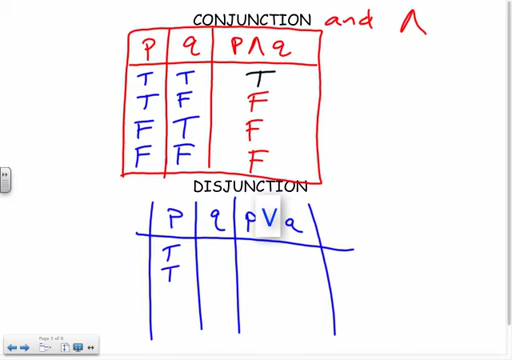 CONJUNCTION and ∧
p q p ∧ q
T T T
T F F
F T F
F F F
DISJUNCTION
p q p V q
T
T